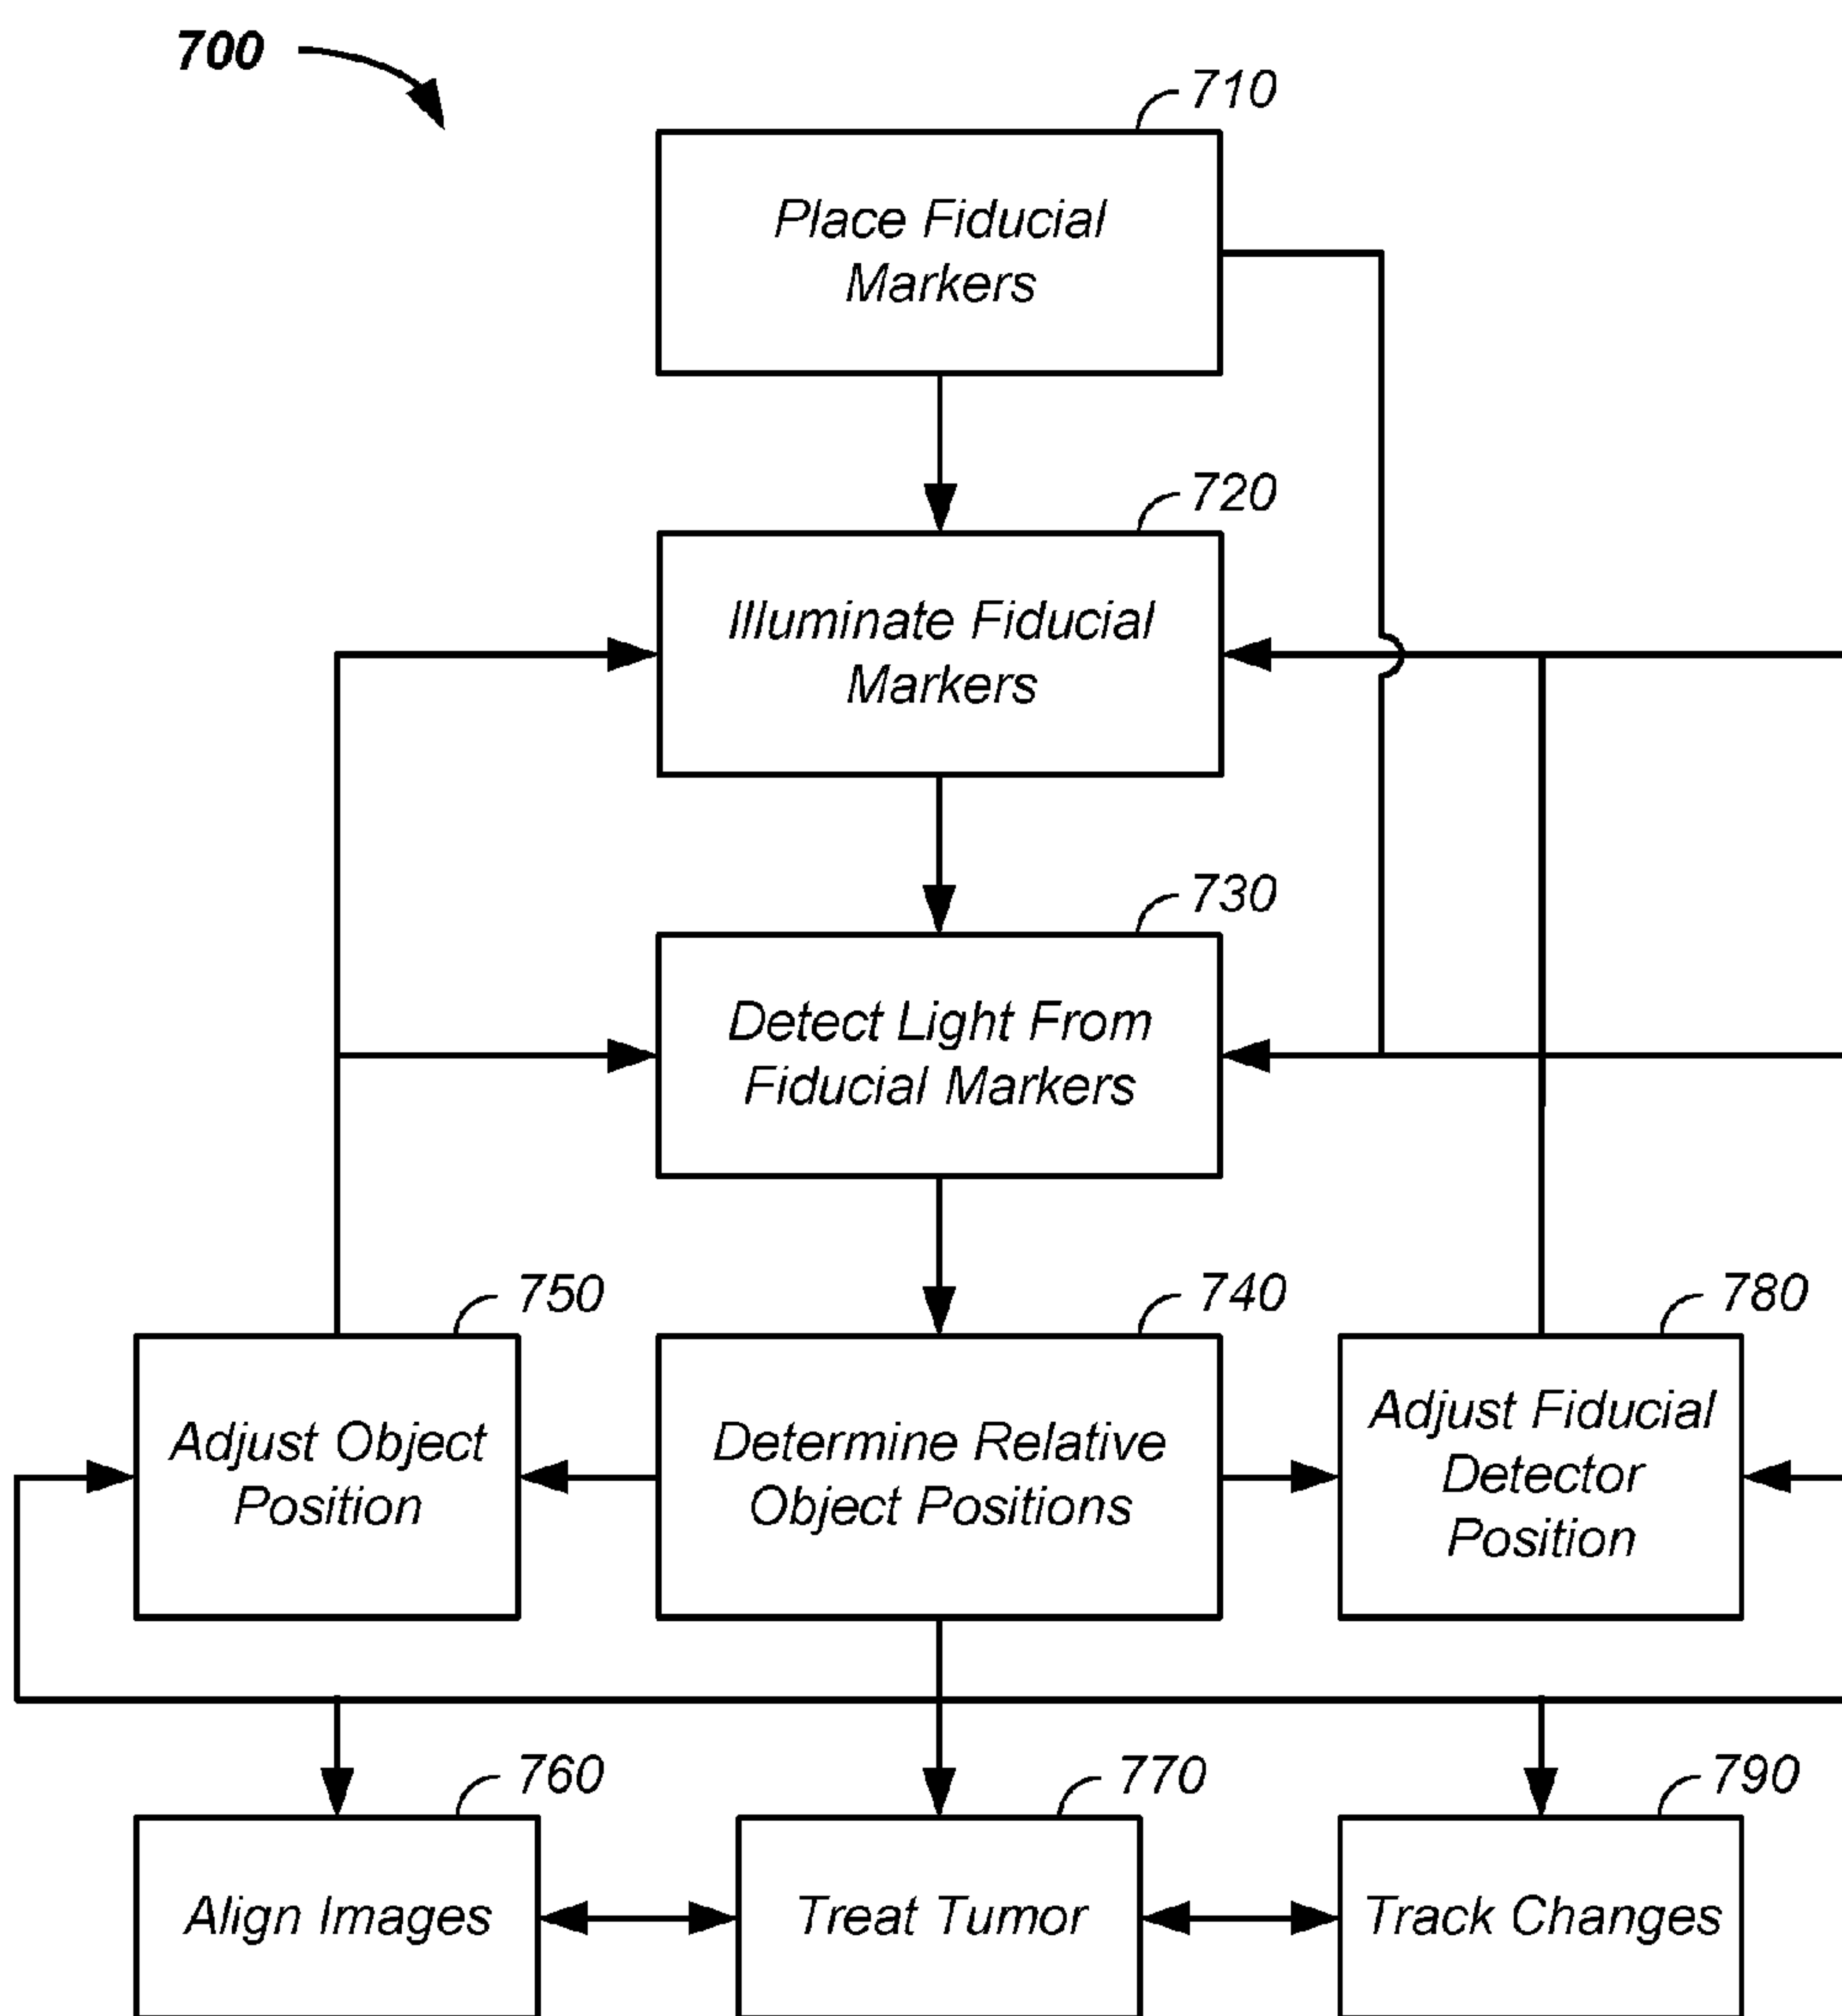 700
710
Place Fiducial
Markers
720
Illuminate Fiducial
Markers
730
Detect Light From
Fiducial Markers
750
740
780
Adjust Object
Position
Determine Relative
Object Positions
Adjust Fiducial
Detector
Position
760
770
790
Align Images
Treat Tumor
Track Changes